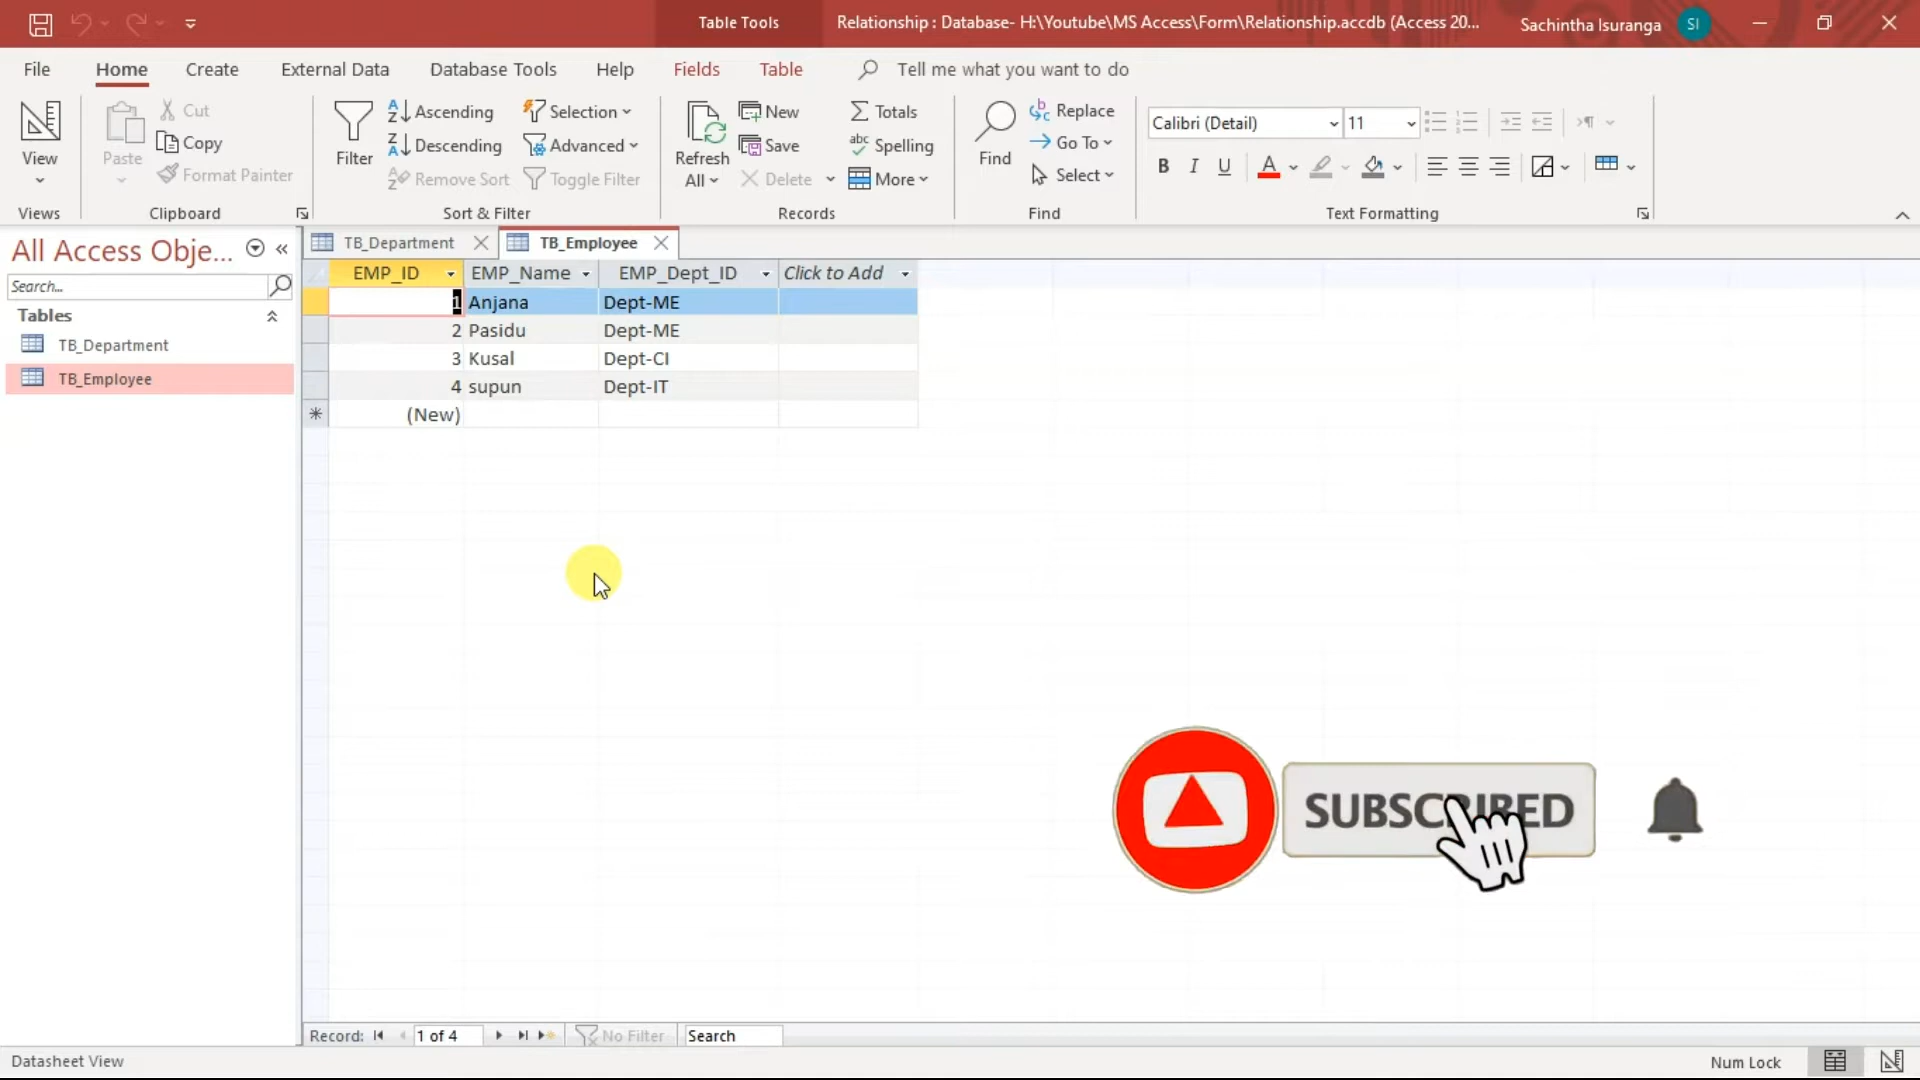 Table Tools
Relationship : Database- H:\Youtube\MS Access\Form\Relationship.accdb (Access 20...
Sachintha Isuranga
SI
File
Home
Create
External Data
Database Tools
Help
Fields
Table
Tell me what you want to do
View
Views
Paste
Cut
Copy
Format Painter
Clipboard
Filter
Ascending
Descending
Remove Sort
Selection
Advanced
Toggle Filter
Sort & Filter
Refresh
All
New
Save
Delete
Totals
Spelling
More
Records
Find
Replace
Go To
Select
Find
Calibri (Detail)
11
B I U
Text Formatting
All Access Obje...
Search...
Tables
TB_Department
TB_Employee
TB_Department
TB_Employee
EMP_ID EMP_Name EMP_Dept_ID Click to Add
1 Anjana Dept-ME
2 Pasidu Dept-ME
3 Kusal Dept-CI
4 supun Dept-IT
(New)
SUBSCRIBED
Record: 1 of 4 No Filter Search
Datasheet View
Num Lock